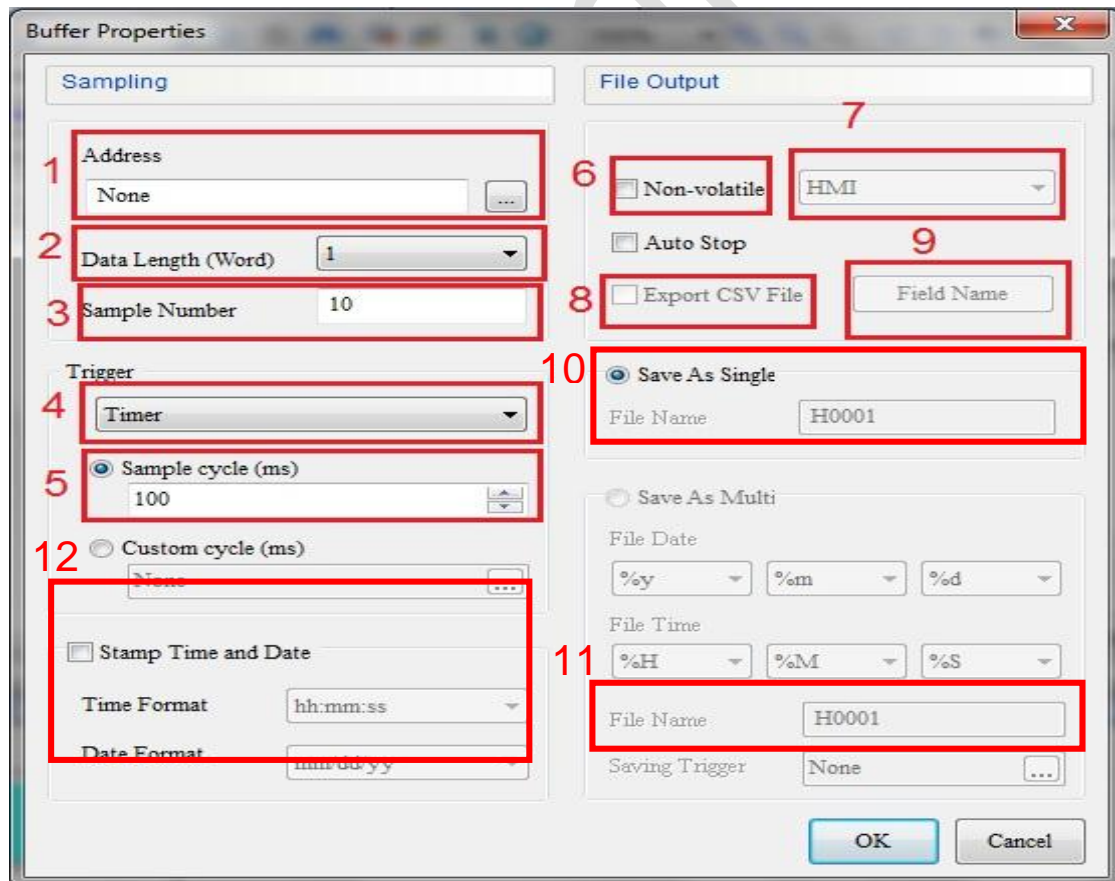 Buffer Properties
Sampling
1
Address
None
...
2
Data Length (Word)
1
3
Sample Number
10
Trigger
4
Timer
5
Sample cycle (ms)
100
12
Custom cycle (ms)
None
...
Stamp Time and Date
Time Format
hh:mm:ss
Date Format
mm/dd/yy
File Output
7
6
Non-volatile
HMI
Auto Stop
9
8
Export CSV File
Field Name
10
Save As Single
File Name
H0001
Save As Multi
File Date
%y
%m
%d
File Time
11
%H
%M
%S
File Name
H0001
Saving Trigger
None
...
OK
Cancel